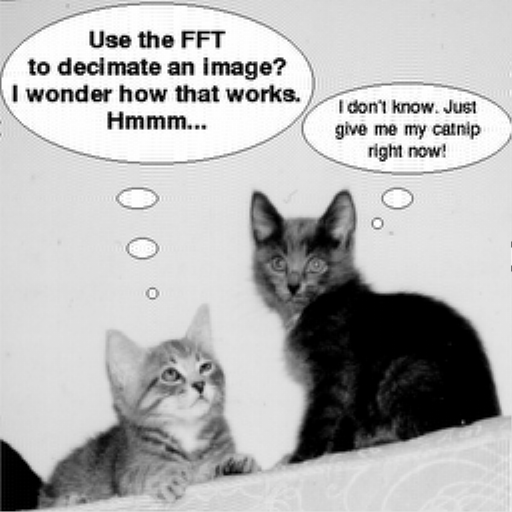 Use the FFT
to decimate an image?
I wonder how that works.
Hmmm...
I don't know. Just
give me my catnip
right now!